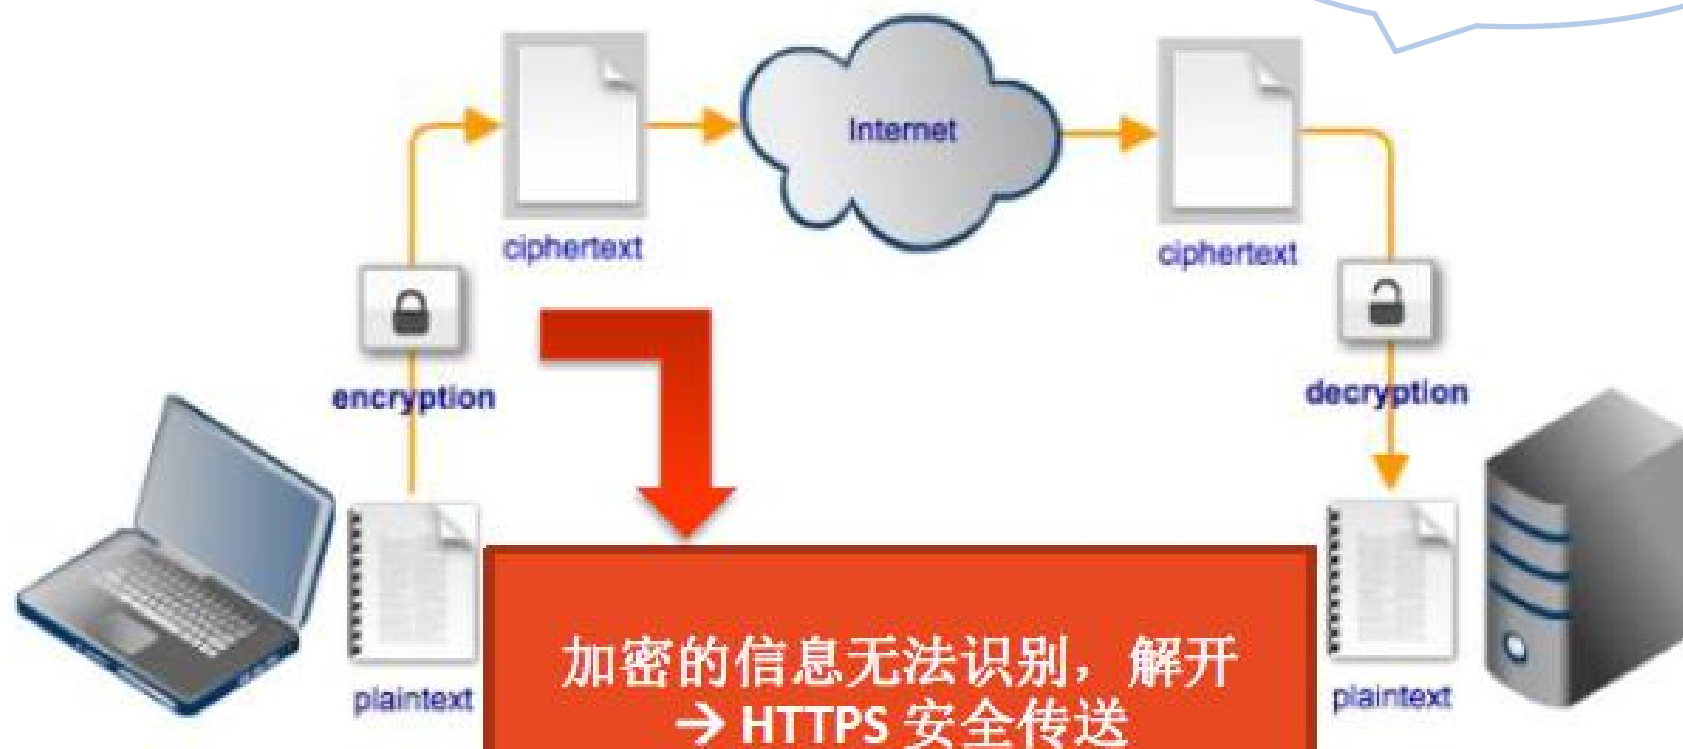 Internet
ciphertext
ciphertext
encryption
decryption
plaintext
plaintext
加密的信息无法识别，解开
→ HTTPS 安全传送